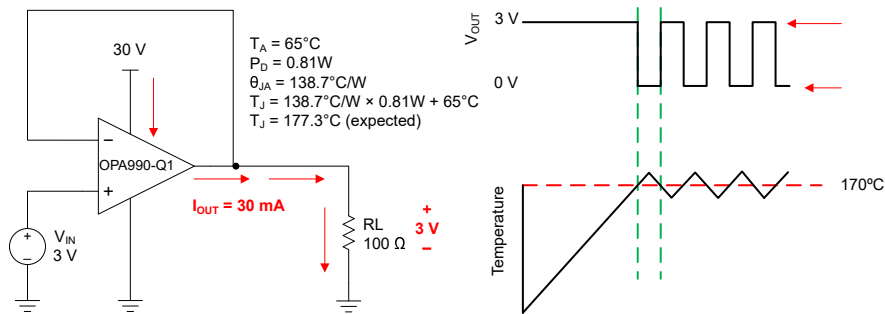 30 V
T_A = 65°C
P_D = 0.81W
θ_JA = 138.7°C/W
T_J = 138.7°C/W × 0.81W + 65°C
T_J = 177.3°C (expected)
–
OPA990-Q1
+
I_OUT = 30 mA
+
3 V
–
RL
100 Ω
+
–
V_IN
3 V
V_OUT
3 V
0 V
Temperature
170ºC